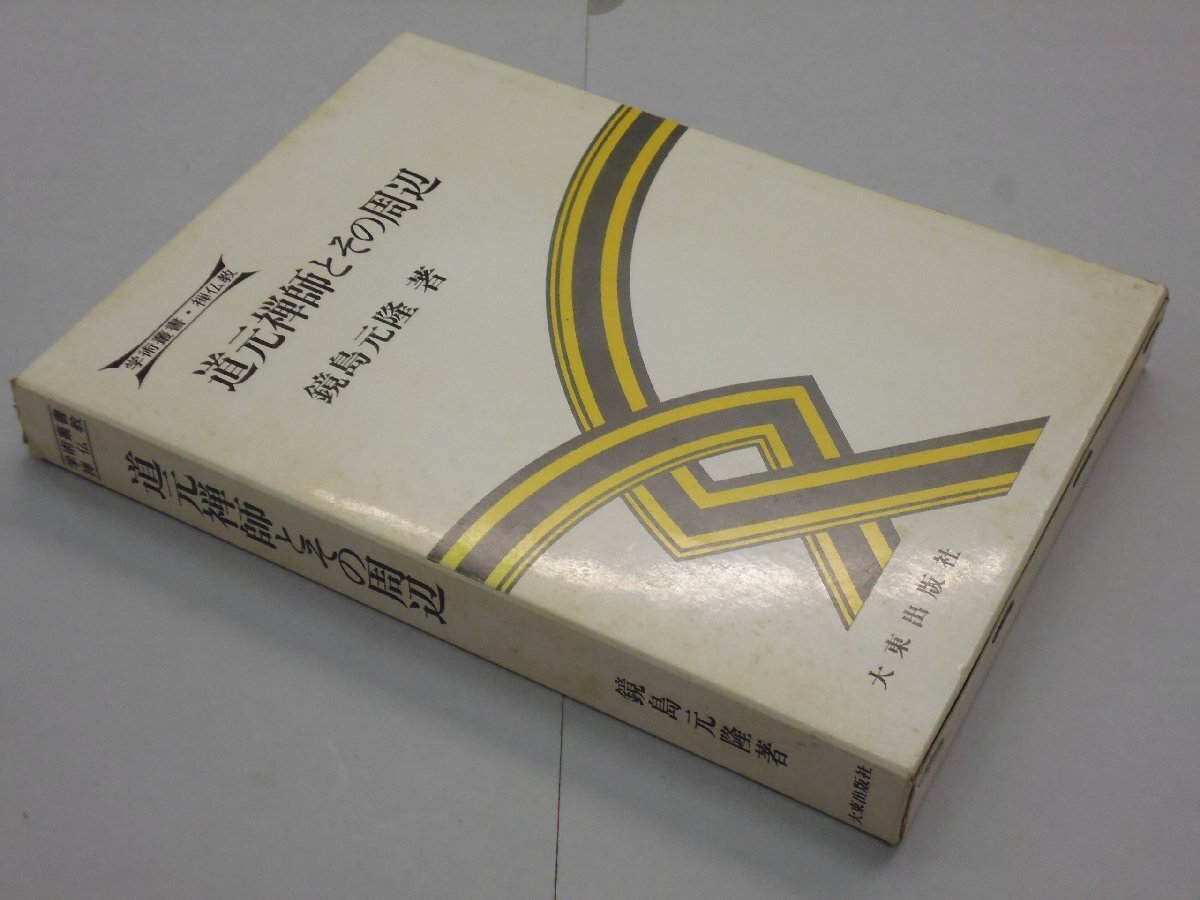 学術叢書・禅仏教
道元禅師とその周辺
鏡島元隆 著
大東出版社
学術叢書
禅仏教
道元禅師とその周辺
鏡島元隆著
大東出版社